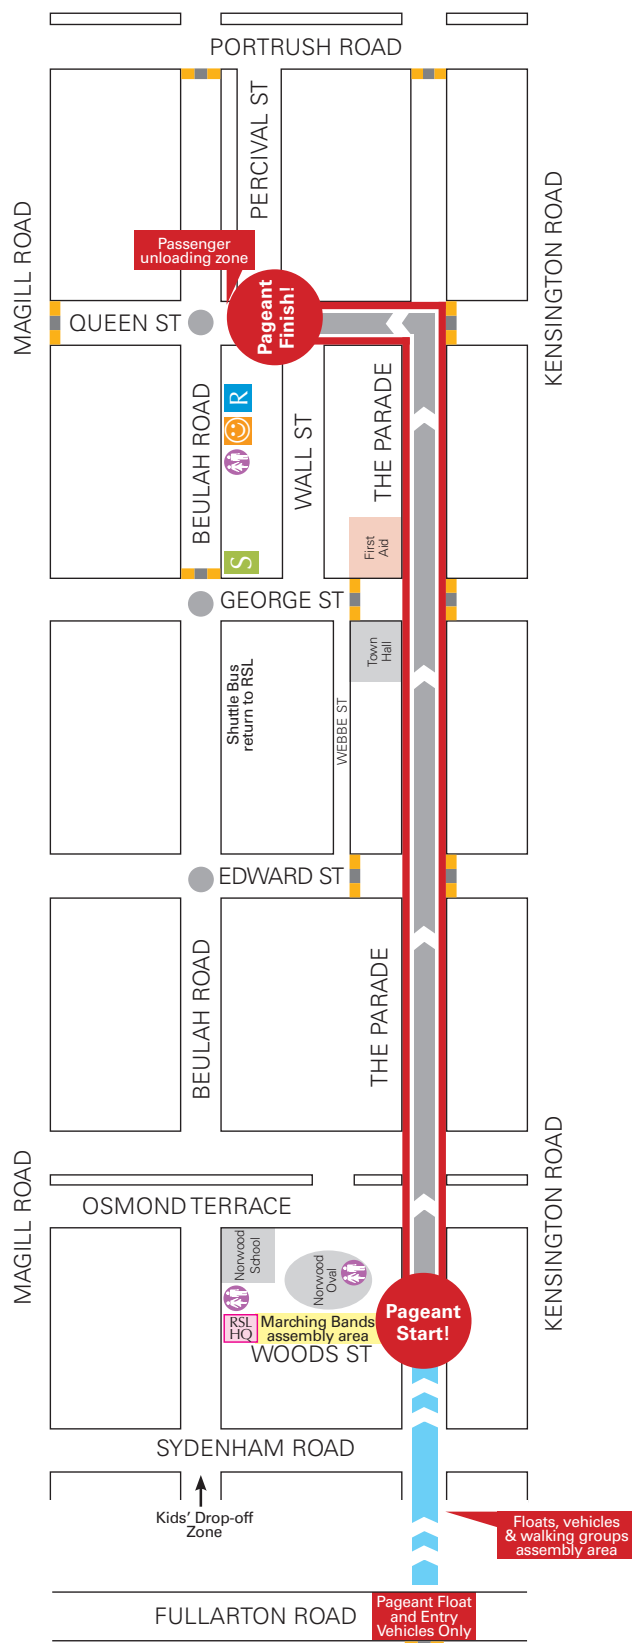 PORTRUSH ROAD
PERCIVAL ST
MAGILL ROAD
KENSINGTON ROAD
Passenger
unloading zone
QUEEN ST
Pageant
Finish!
BEULAH ROAD
R
WALL ST
THE PARADE
S
First
Aid
GEORGE ST
Town
Hall
Shuttle Bus
return to RSL
WEBBE ST
EDWARD ST
BEULAH ROAD
THE PARADE
MAGILL ROAD
KENSINGTON ROAD
OSMOND TERRACE
Norwood
School
Norwood
Oval
RSL
HQ
Marching Bands
assembly area
Pageant
Start!
WOODS ST
SYDENHAM ROAD
Kids' Drop-off
Zone
Floats, vehicles
& walking groups
assembly area
FULLARTON ROAD
Pageant Float
and Entry
Vehicles Only